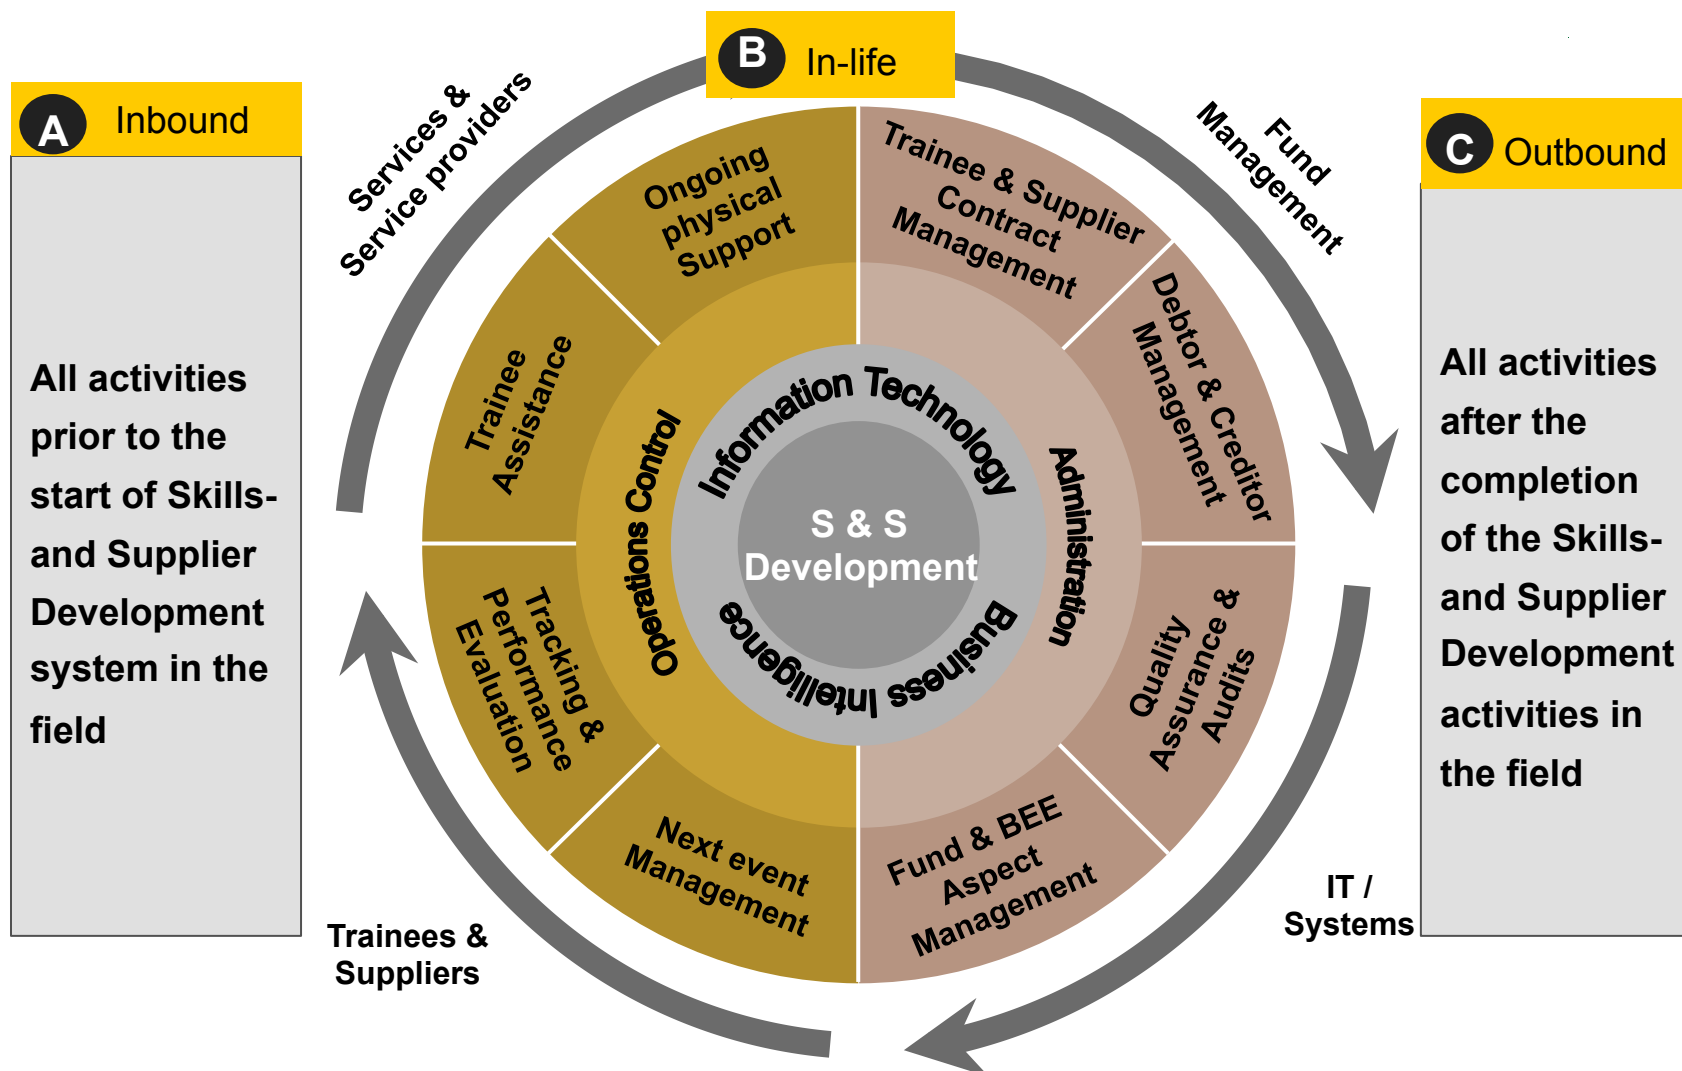 A Inbound
All activities
prior to the
start of Skills-
and Supplier
Development
system in the
field
B In-life
Services &
Service providers
Fund
Management
IT /
Systems
Trainees &
Suppliers
Ongoing
physical
Support
Trainee & Supplier
Contract
Management
Debtor & Creditor
Management
Quality
Assurance &
Audits
Fund & BEE
Aspect
Management
Next event
Management
Tracking &
Performance
Evaluation
Trainee
Assistance
Operations Control
Administration
Information Technology
Business Intelligence
S & S
Development
C Outbound
All activities
after the
completion
of the Skills-
and Supplier
Development
activities in
the field